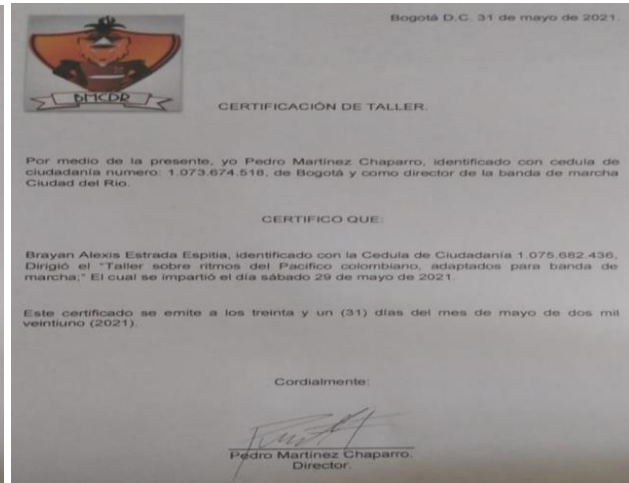 Bogotá D.C. 31 de mayo de 2021.
BMCDR
CERTIFICACIÓN DE TALLER.
Por medio de la presente, yo Pedro Martínez Chaparro, identificado con cedula de
ciudadanía numero: 1.073.674.518, de Bogotá y como director de la banda de marcha
Ciudad del Rio.
CERTIFICO QUE:
Brayan Alexis Estrada Espitia, identificado con la Cedula de Ciudadanía 1.075.682.436,
Dirigió el "Taller sobre ritmos del Pacifico colombiano, adaptados para banda de
marcha;" El cual se impartió el día sábado 29 de mayo de 2021.
Este certificado se emite a los treinta y un (31) días del mes de mayo de dos mil
veintiuno (2021).
Cordialmente:
Pedro Martínez Chaparro.
Director.